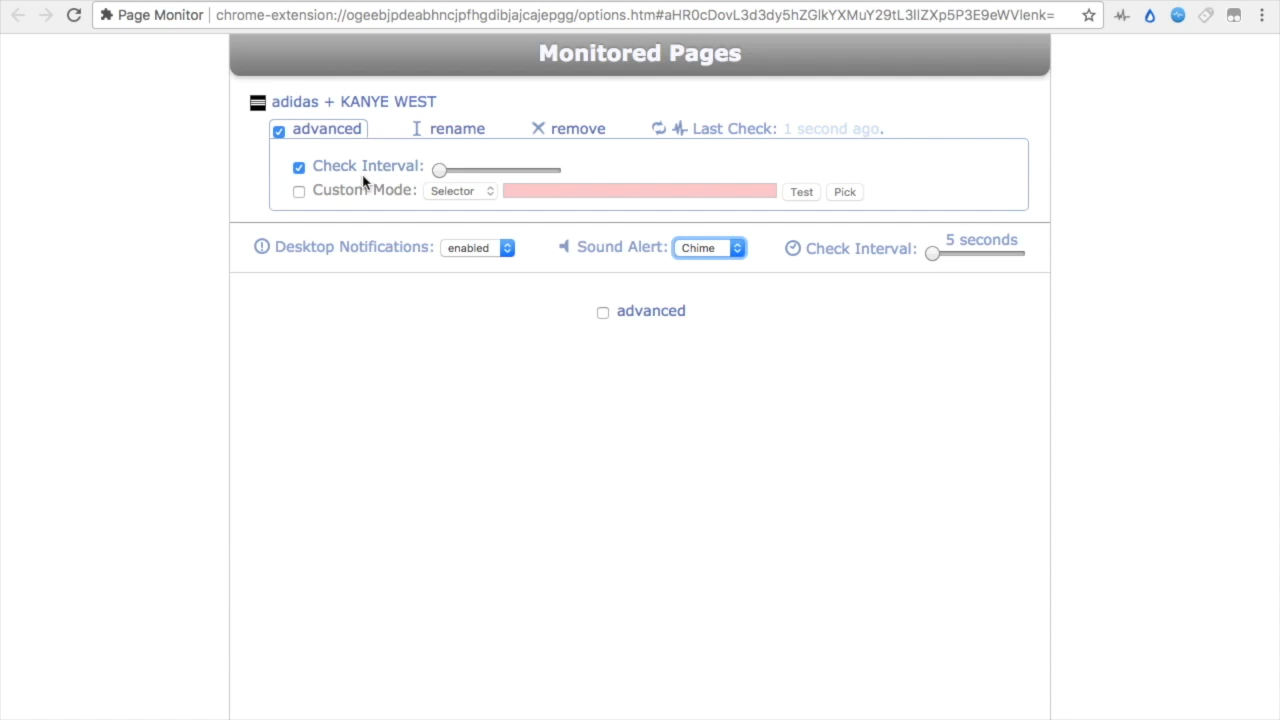 Page Monitor | chrome-extension://ogeebjpdeabhncjpfhgdibjajcajepgg/options.htm#aHR0cDovL3d3dy5hZGlkYXMuY29tL3llZXp5P3E9eWVlenk=
Monitored Pages
adidas + KANYE WEST
advanced rename remove Last Check: 1 second ago.
Check Interval:
Custom Mode: Selector Test Pick
Desktop Notifications: enabled Sound Alert: Chime Check Interval: 5 seconds
advanced